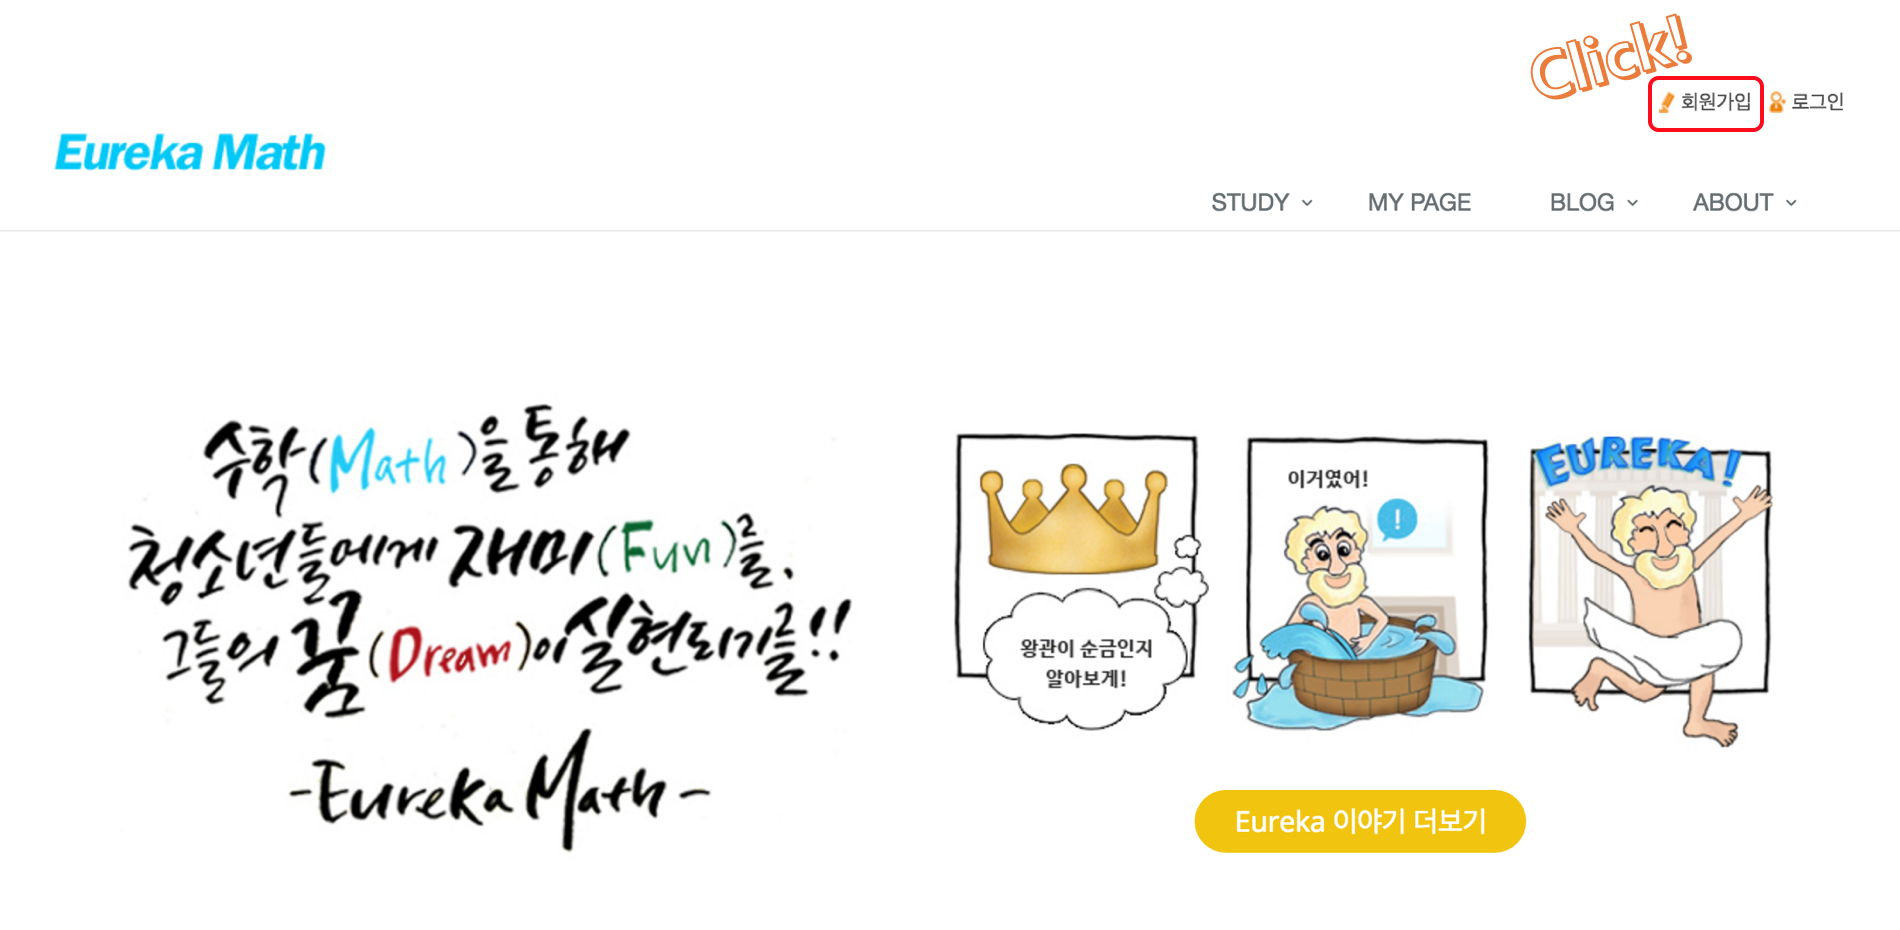 Click!
회원가입 로그인
Eureka Math
STUDY MY PAGE BLOG ABOUT
수학(Math)을 통해
청소년들에게 재미(Fun)를,
그들의 꿈(Dream)이 실현되기를!!
-Eureka Math-
왕관이 순금인지
알아보게!
이거였어!
!
EUREKA!
Eureka 이야기 더보기